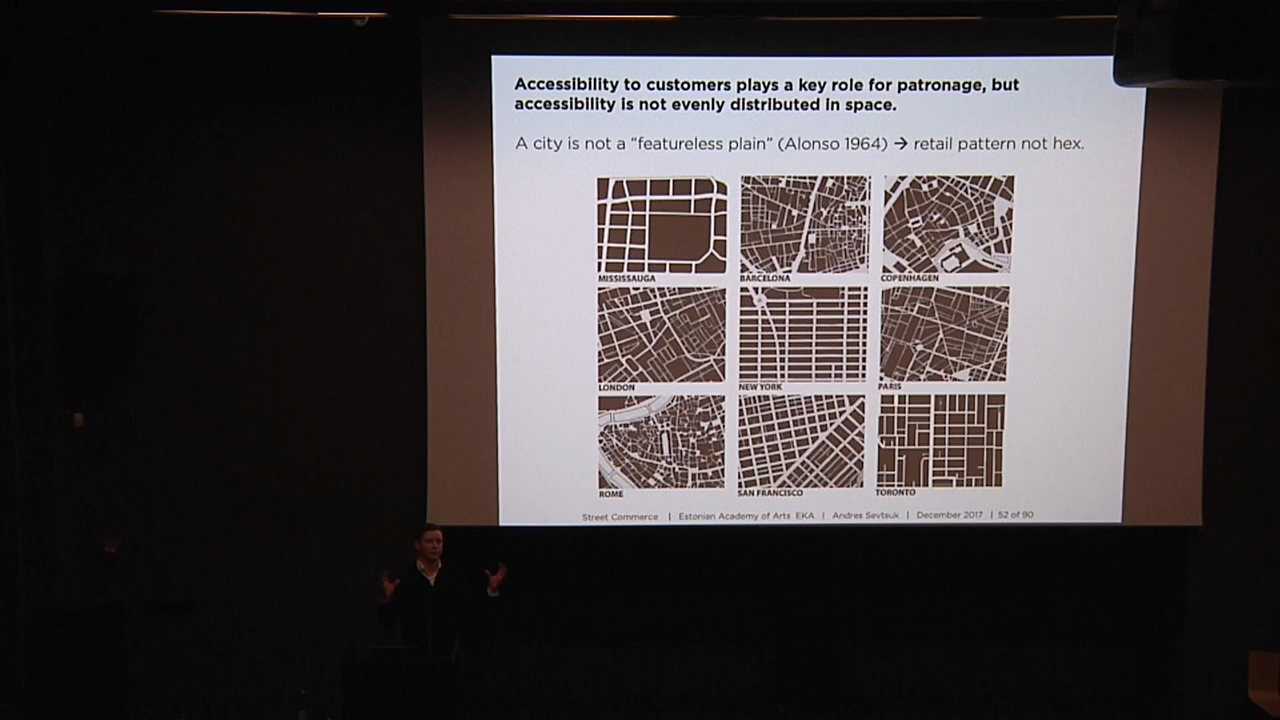 Accessibility to customers plays a key role for patronage, but
accessibility is not evenly distributed in space.
A city is not a “featureless plain” (Alonso 1964) → retail pattern not hex.
MISSISSAUGA
BARCELONA
COPENHAGEN
LONDON
NEW YORK
PARIS
ROME
SAN FRANCISCO
TORONTO
Street Commerce | Estonian Academy of Arts EKA | Andres Sevtsuk | December 2017 | 52 of 90